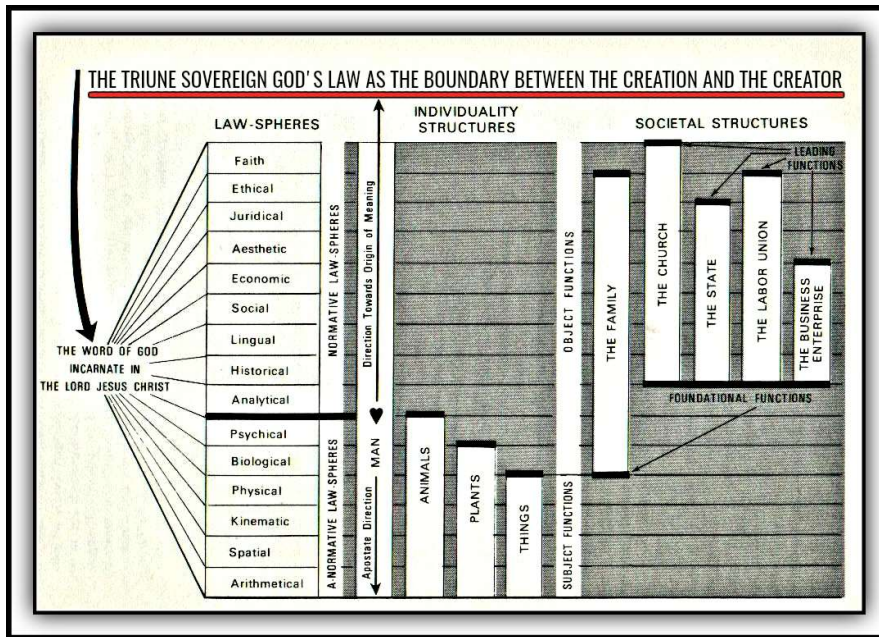 THE TRIUNE SOVEREIGN GOD'S LAW AS THE BOUNDARY BETWEEN THE CREATION AND THE CREATOR
LAW-SPHERES
INDIVIDUALITY
STRUCTURES
SOCIETAL STRUCTURES
Faith
Ethical
Juridical
Aesthetic
Economic
Social
Lingual
Historical
Analytical
Psychical
Biological
Physical
Kinematic
Spatial
Arithmetical
THE WORD OF GOD
INCARNATE IN
THE LORD JESUS CHRIST
NORMATIVE LAW-SPHERES
A-NORMATIVE LAW-SPHERES
Direction Towards Origin of Meaning
MAN
Apostate Direction
ANIMALS
PLANTS
THINGS
OBJECT FUNCTIONS
SUBJECT FUNCTIONS
THE FAMILY
THE CHURCH
THE STATE
THE LABOR UNION
THE BUSINESS
ENTERPRISE
LEADING
FUNCTIONS
FOUNDATIONAL FUNCTIONS